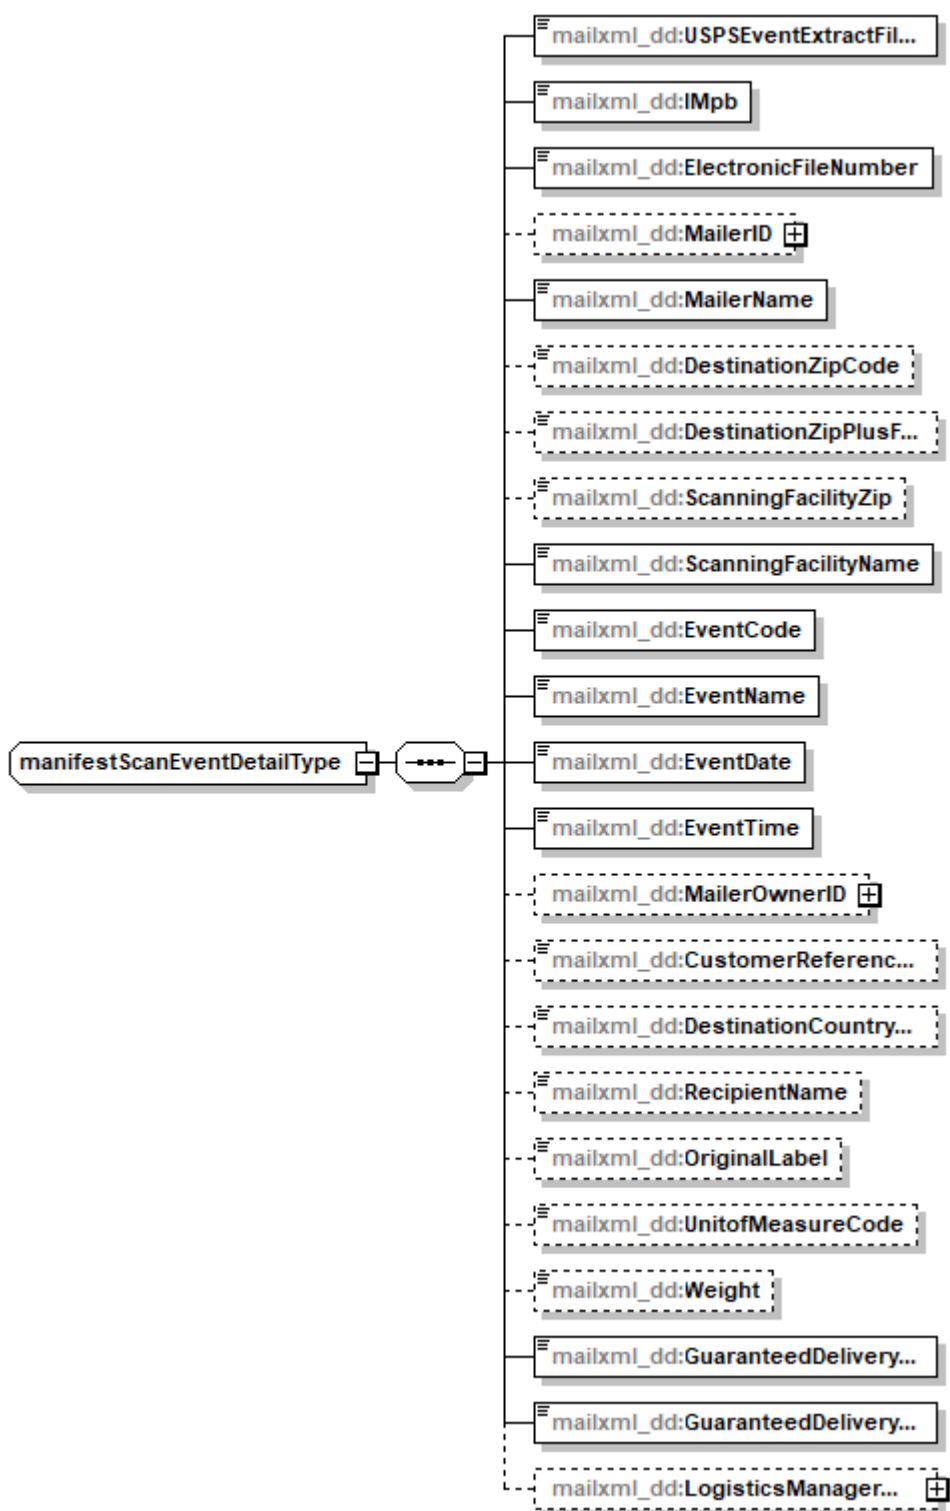 mailxml_dd:USPSEventExtractFil...
mailxml_dd:IMpb
mailxml_dd:ElectronicFileNumber
mailxml_dd:MailerID
mailxml_dd:MailerName
mailxml_dd:DestinationZipCode
mailxml_dd:DestinationZipPlusF...
mailxml_dd:ScanningFacilityZip
mailxml_dd:ScanningFacilityName
mailxml_dd:EventCode
mailxml_dd:EventName
manifestScanEventDetailType
mailxml_dd:EventDate
mailxml_dd:EventTime
mailxml_dd:MailerOwnerID
mailxml_dd:CustomerReferenc...
mailxml_dd:DestinationCountry...
mailxml_dd:RecipientName
mailxml_dd:OriginalLabel
mailxml_dd:UnitofMeasureCode
mailxml_dd:Weight
mailxml_dd:GuaranteedDelivery...
mailxml_dd:GuaranteedDelivery...
mailxml_dd:LogisticsManager...